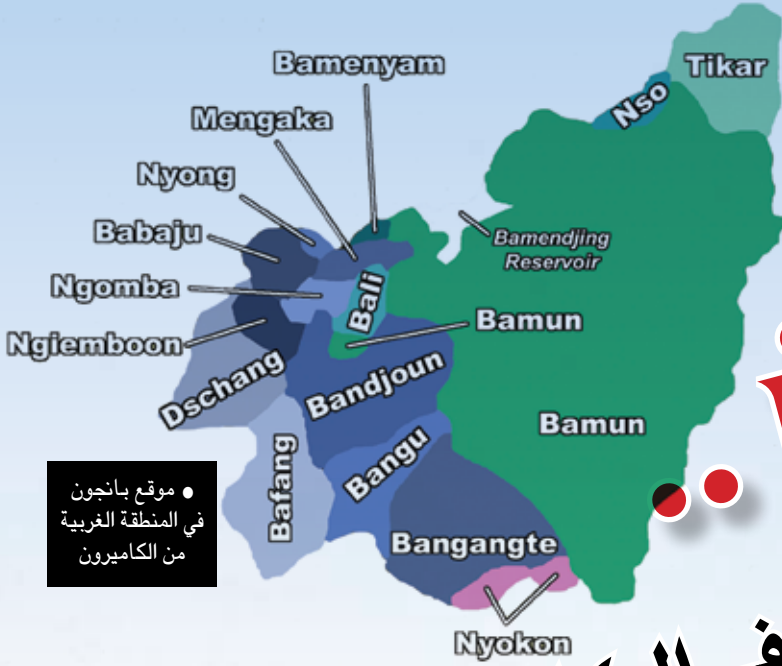 Tikar
Bamenyam
Nso
Mengaka
Nyong
Babaju
Bamendjing
Reservoir
Ngomba
Bali
Bamun
Ngiemboon
Dschang
Bandjoun
Bamun
Bangu
Bafang
• موقع بانجون
في المنطقة الغربية
من الكاميرون
Bangangte
Nyokon